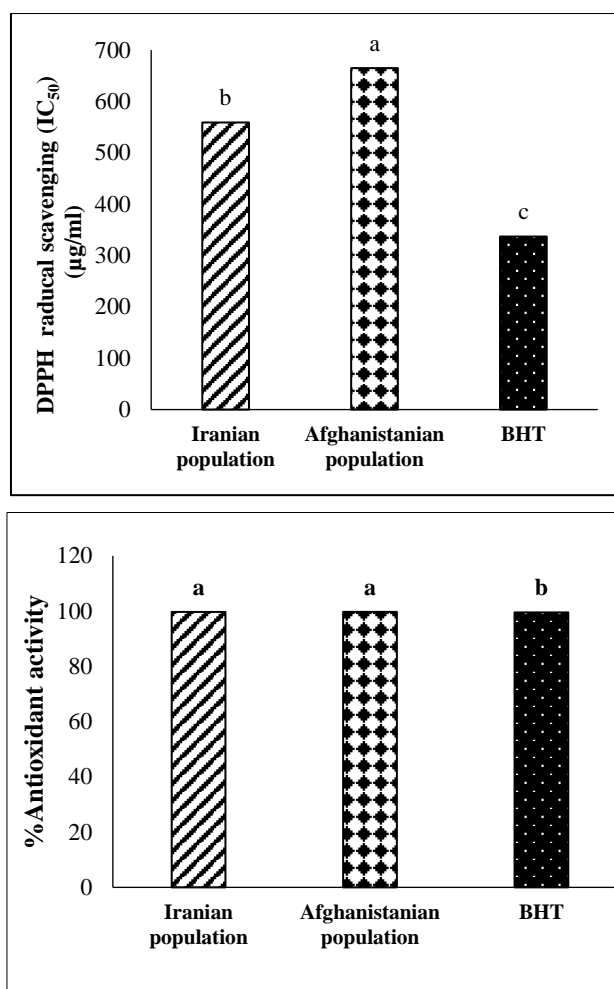 DPPH raducal scavenging (IC50)
(µg/ml)
700
600
500
400
300
200
100
0
b
a
c
Iranian
population
Afghanistanian
population
BHT
%Antioxidant activity
120
100
80
60
40
20
0
a
a
b
Iranian
population
Afghanistanian
population
BHT